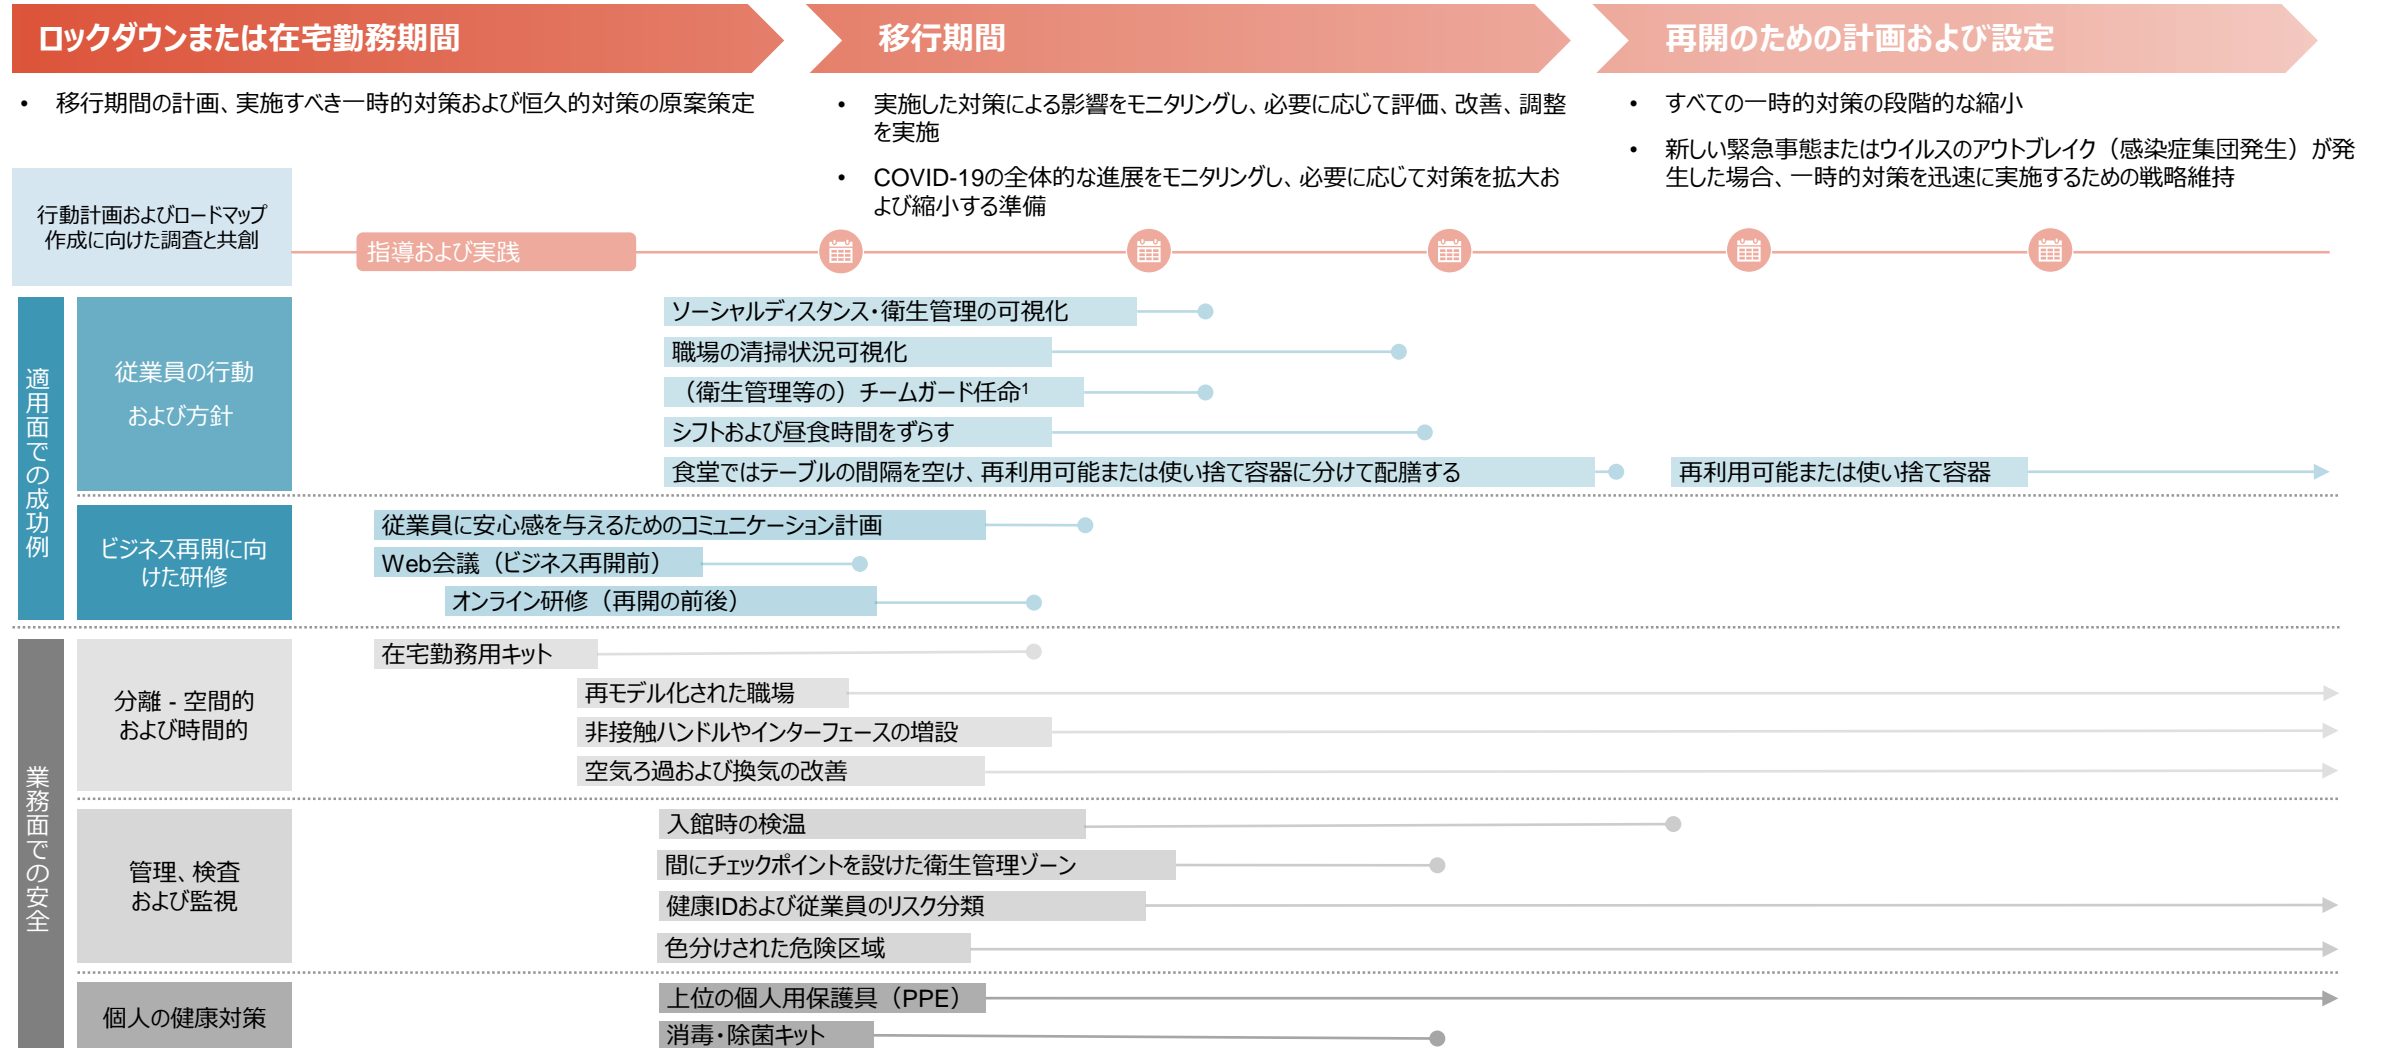 ロックダウンまたは在宅勤務期間
移行期間
再開のための計画および設定
• 移行期間の計画、実施すべき一時的対策および恒久的対策の原案策定
• 実施した対策による影響をモニタリングし、必要に応じて評価、改善、調整
を実施
• COVID-19の全体的な進展をモニタリングし、必要に応じて対策を拡大お
よび縮小する準備
• すべての一時的対策の段階的な縮小
• 新しい緊急事態またはウイルスのアウトブレイク（感染症集団発生）が発
生した場合、一時的対策を迅速に実施するための戦略維持
行動計画およびロードマップ
作成に向けた調査と共創
指導および実践
適用面での成功例
従業員の行動
および方針
ソーシャルディスタンス・衛生管理の可視化
職場の清掃状況可視化
（衛生管理等の）チームガード任命1
シフトおよび昼食時間をずらす
食堂ではテーブルの間隔を空け、再利用可能または使い捨て容器に分けて配膳する
再利用可能または使い捨て容器
ビジネス再開に向
けた研修
従業員に安心感を与えるためのコミュニケーション計画
Web会議（ビジネス再開前）
オンライン研修（再開の前後）
業務面での安全
分離 - 空間的
および時間的
在宅勤務用キット
再モデル化された職場
非接触ハンドルやインターフェースの増設
空気ろ過および換気の改善
管理、検査
および監視
入館時の検温
間にチェックポイントを設けた衛生管理ゾーン
健康IDおよび従業員のリスク分類
色分けされた危険区域
個人の健康対策
上位の個人用保護具（PPE）
消毒・除菌キット